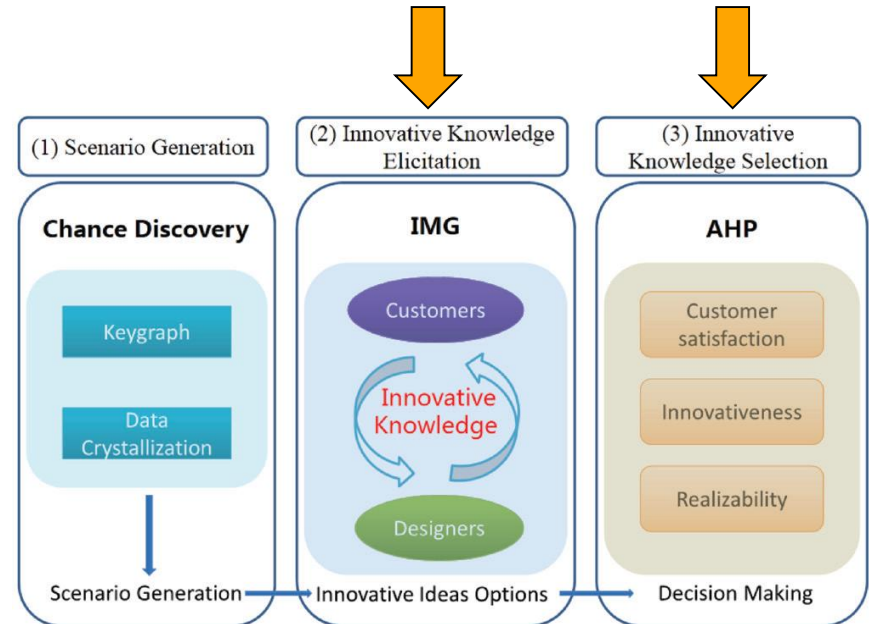 (1) Scenario Generation
(2) Innovative Knowledge
Elicitation
(3) Innovative
Knowledge Selection
Chance Discovery
Keygraph
Data
Crystallization
Scenario Generation
IMG
Customers
Innovative
Knowledge
Designers
Innovative Ideas Options
AHP
Customer
satisfaction
Innovativeness
Realizability
Decision Making